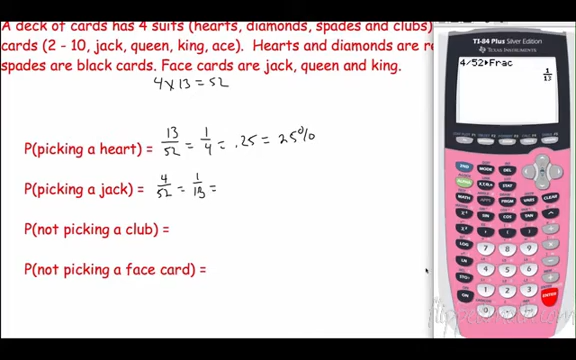 A deck of cards has 4 suits (hearts, diamonds, spades and clubs)
cards (2 - 10, jack, queen, king, ace). Hearts and diamonds are re
spades are black cards. Face cards are jack, queen and king.
4 x 13 = 52
P(picking a heart) = 13/52 = 1/4 = .25 = 25%
P(picking a jack) = 4/52 = 1/13 =
P(not picking a club) =
P(not picking a face card) =
TI-84 Plus Silver Edition
TEXAS INSTRUMENTS
4/52▸Frac
1/13